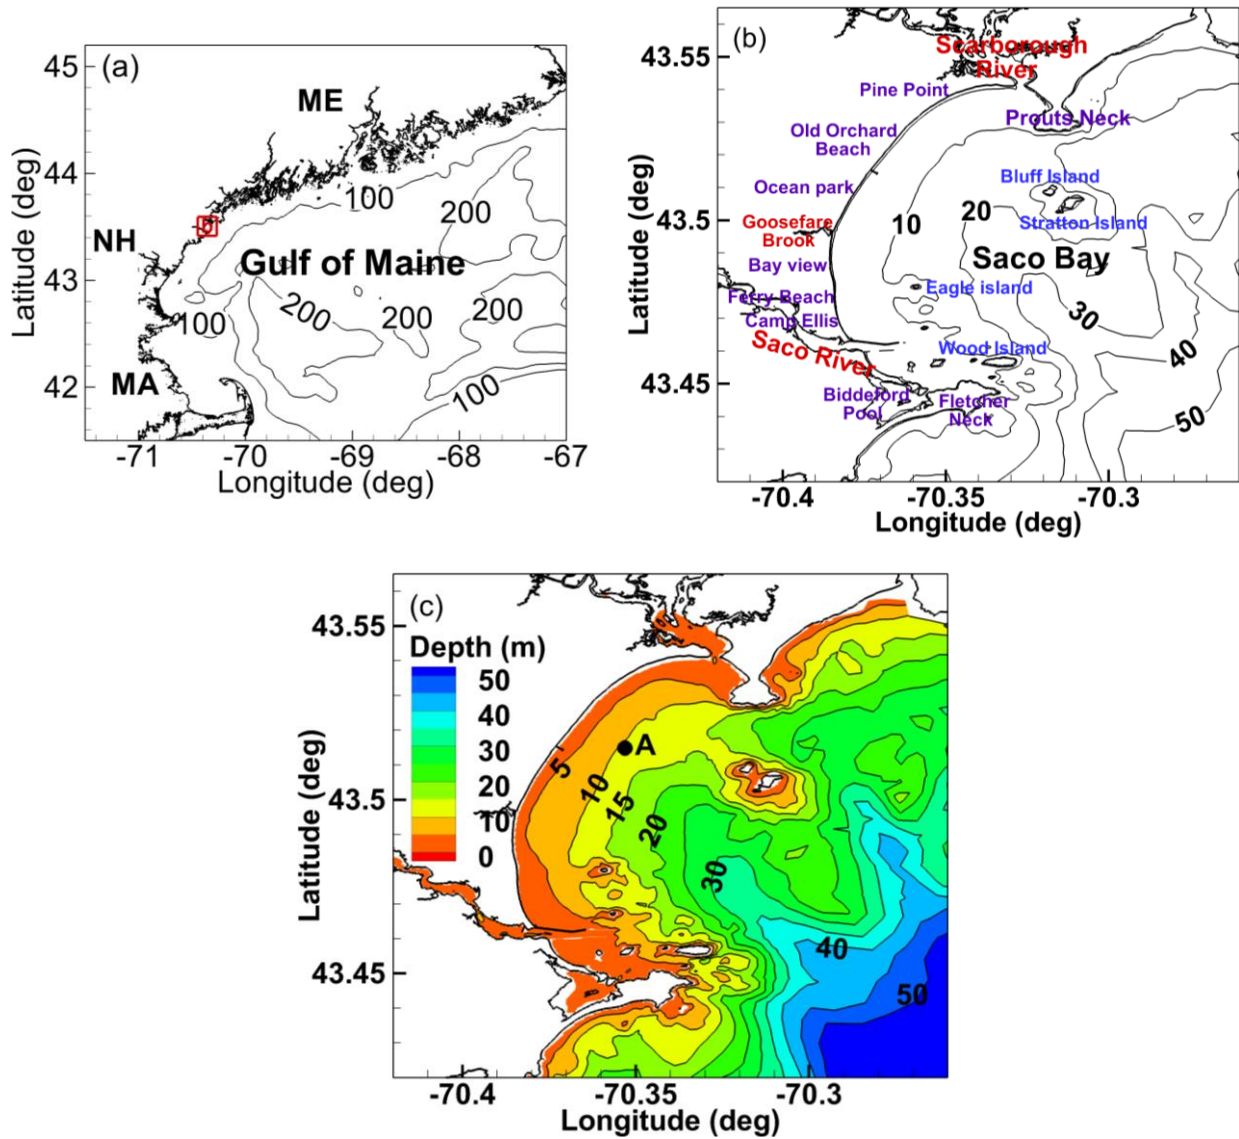 (a)
45
44
43
42
Latitude (deg)
ME
NH
MA
100
200
Gulf of Maine
200
200
200
100
100
-71
-70
-69
-68
-67
Longitude (deg)
(b)
43.55
43.5
43.45
Latitude (deg)
Scarborough
River
Pine Point
Prouts Neck
Old Orchard
Beach
Bluff Island
Ocean park
10
20
Stratton Island
Goosefare
Brook
Saco Bay
Bay view
Eagle island
Ferry Beach
30
Camp Ellis
Saco River
Wood Island
40
Biddeford
Pool
Fletcher
Neck
50
-70.4
-70.35
-70.3
Longitude (deg)
(c)
43.55
43.5
43.45
Latitude (deg)
Depth (m)
50
40
30
20
10
0
A
5
10
15
20
30
40
50
-70.4
-70.35
-70.3
Longitude (deg)